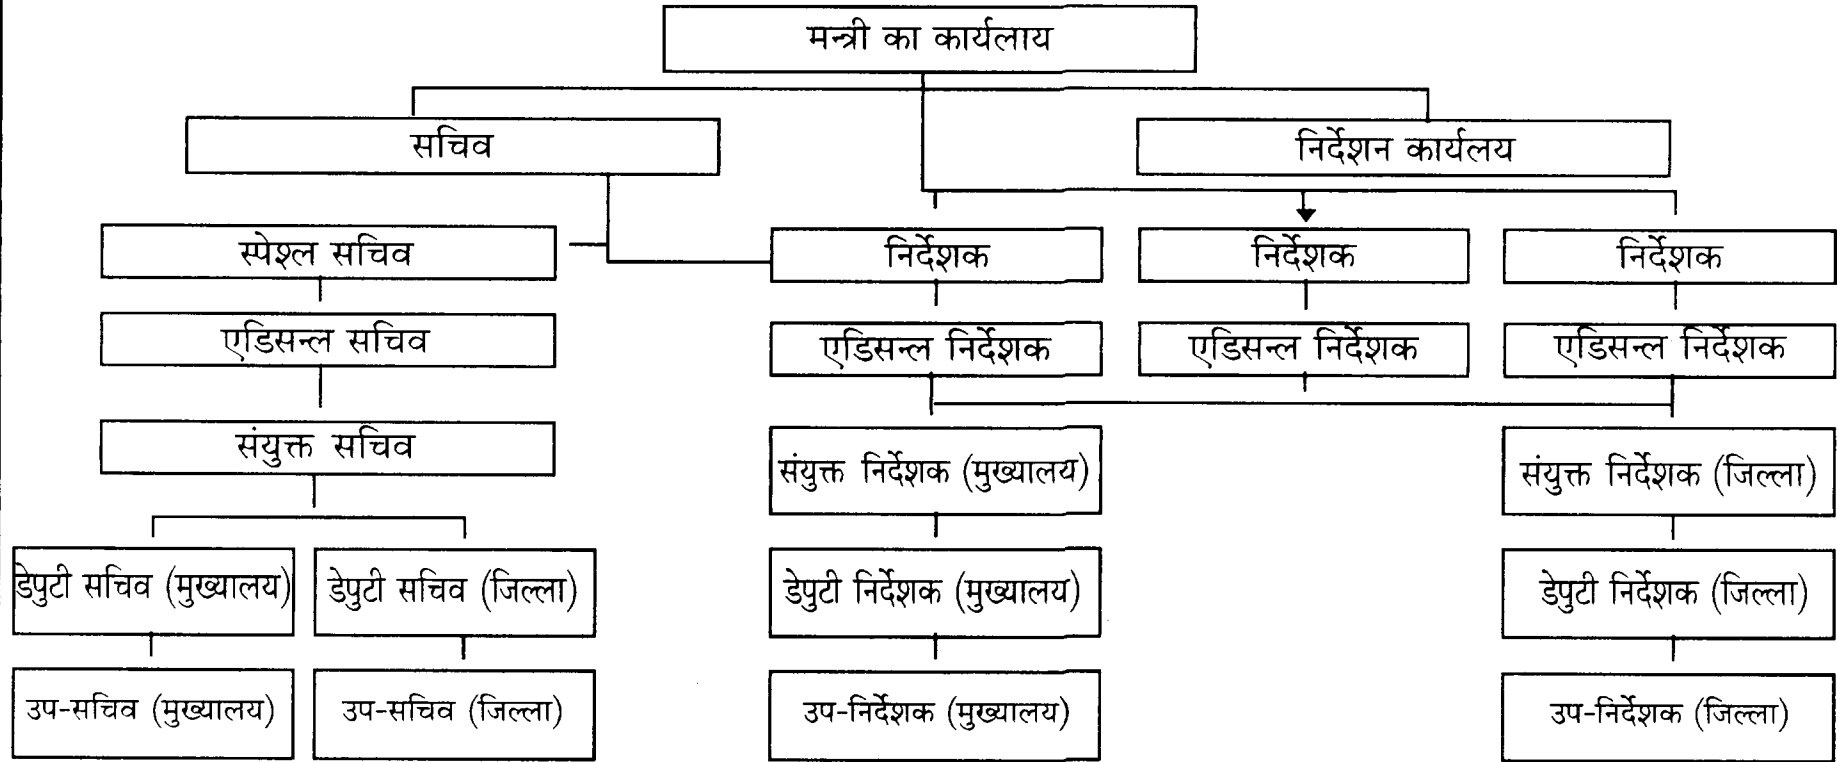 मन्त्री का कार्यलाय
सचिव
निर्देशन कार्यलय
स्पेश्ल सचिव
निर्देशक
निर्देशक
निर्देशक
एडिसन्ल सचिव
एडिसन्ल निर्देशक
एडिसन्ल निर्देशक
एडिसन्ल निर्देशक
संयुक्त सचिव
संयुक्त निर्देशक (मुख्यालय)
संयुक्त निर्देशक (जिल्ला)
डेपुटी सचिव (मुख्यालय)
डेपुटी सचिव (जिल्ला)
डेपुटी निर्देशक (मुख्यालय)
डेपुटी निर्देशक (जिल्ला)
उप-सचिव (मुख्यालय)
उप-सचिव (जिल्ला)
उप-निर्देशक (मुख्यालय)
उप-निर्देशक (जिल्ला)